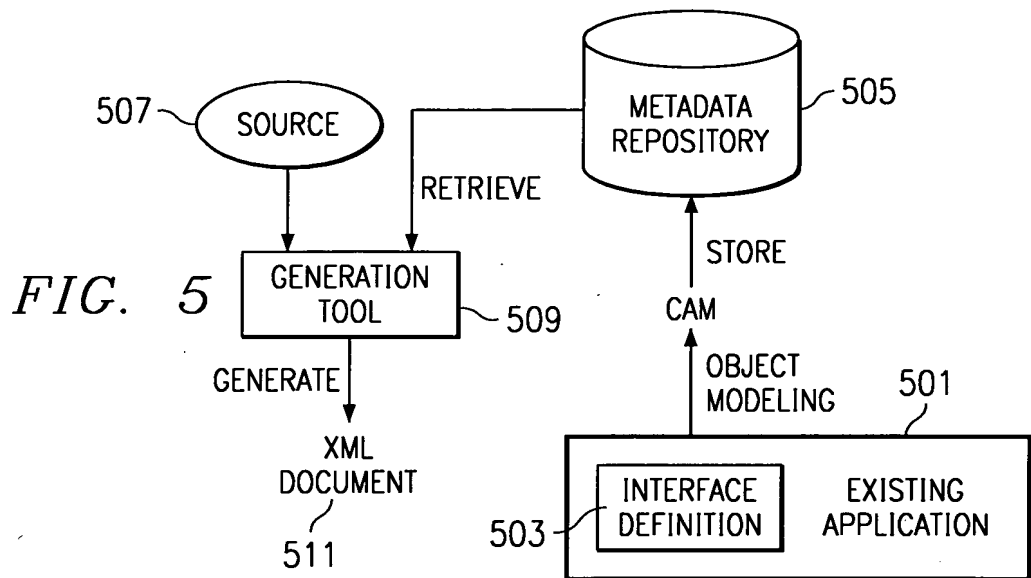 507
SOURCE
METADATA
REPOSITORY
505
RETRIEVE
STORE
GENERATION
TOOL
509
FIG. 5
CAM
GENERATE
OBJECT
MODELING
501
XML
DOCUMENT
511
503
INTERFACE
DEFINITION
EXISTING
APPLICATION